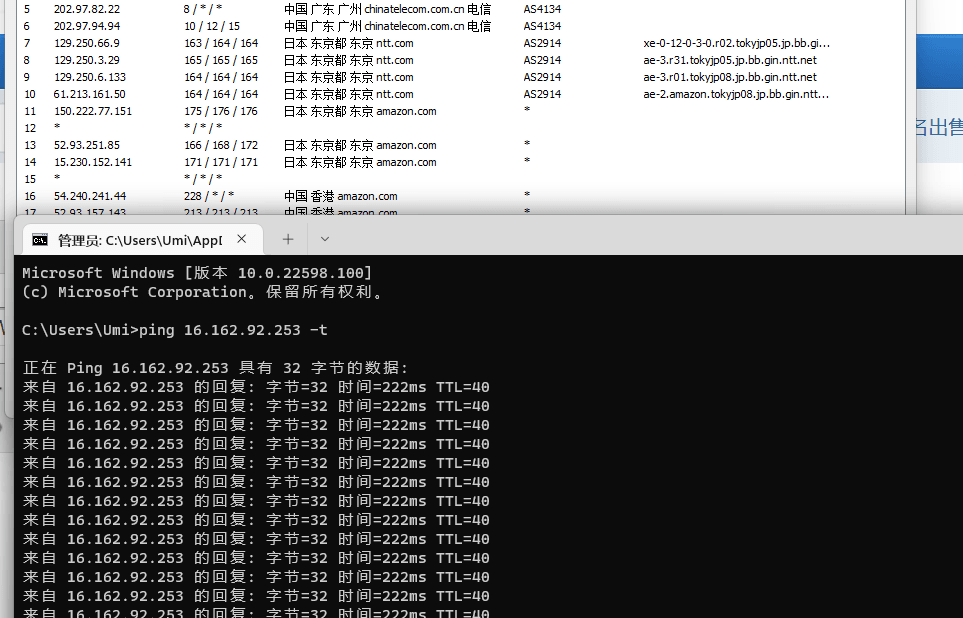 5 202.97.82.22 8 / * / * 中国 广东 广州 chinatelecom.com.cn 电信 AS4134
6 202.97.94.94 10 / 12 / 15 中国 广东 广州 chinatelecom.com.cn 电信 AS4134
7 129.250.66.9 163 / 164 / 164 日本 东京都 东京 ntt.com AS2914 xe-0-12-0-3-0.r02.tokyjp05.jp.bb.gi...
8 129.250.3.29 165 / 165 / 165 日本 东京都 东京 ntt.com AS2914 ae-3.r31.tokyjp05.jp.bb.gin.ntt.net
9 129.250.6.133 164 / 164 / 164 日本 东京都 东京 ntt.com AS2914 ae-3.r01.tokyjp08.jp.bb.gin.ntt.net
10 61.213.161.50 164 / 164 / 164 日本 东京都 东京 ntt.com AS2914 ae-2.amazon.tokyjp08.jp.bb.gin.ntt...
11 150.222.77.151 175 / 176 / 176 日本 东京都 东京 amazon.com *
12 * * / * / *
13 52.93.251.85 166 / 168 / 172 日本 东京都 东京 amazon.com *
14 15.230.152.141 171 / 171 / 171 日本 东京都 东京 amazon.com *
15 * * / * / *
16 54.240.241.44 228 / * / * 中国 香港 amazon.com *
17 52.93.157.143 213 / 213 / 213 中国 香港 amazon.com *
名出售
管理员: C:\Users\Umi\AppD
Microsoft Windows [版本 10.0.22598.100]
(c) Microsoft Corporation。保留所有权利。
C:\Users\Umi>ping 16.162.92.253 -t
正在 Ping 16.162.92.253 具有 32 字节的数据:
来自 16.162.92.253 的回复: 字节=32 时间=222ms TTL=40
来自 16.162.92.253 的回复: 字节=32 时间=222ms TTL=40
来自 16.162.92.253 的回复: 字节=32 时间=222ms TTL=40
来自 16.162.92.253 的回复: 字节=32 时间=222ms TTL=40
来自 16.162.92.253 的回复: 字节=32 时间=222ms TTL=40
来自 16.162.92.253 的回复: 字节=32 时间=222ms TTL=40
来自 16.162.92.253 的回复: 字节=32 时间=222ms TTL=40
来自 16.162.92.253 的回复: 字节=32 时间=222ms TTL=40
来自 16.162.92.253 的回复: 字节=32 时间=222ms TTL=40
来自 16.162.92.253 的回复: 字节=32 时间=222ms TTL=40
来自 16.162.92.253 的回复: 字节=32 时间=222ms TTL=40
来自 16.162.92.253 的回复: 字节=32 时间=222ms TTL=40
来自 16.162.92.253 的回复: 字节=32 时间=222ms TTL=40